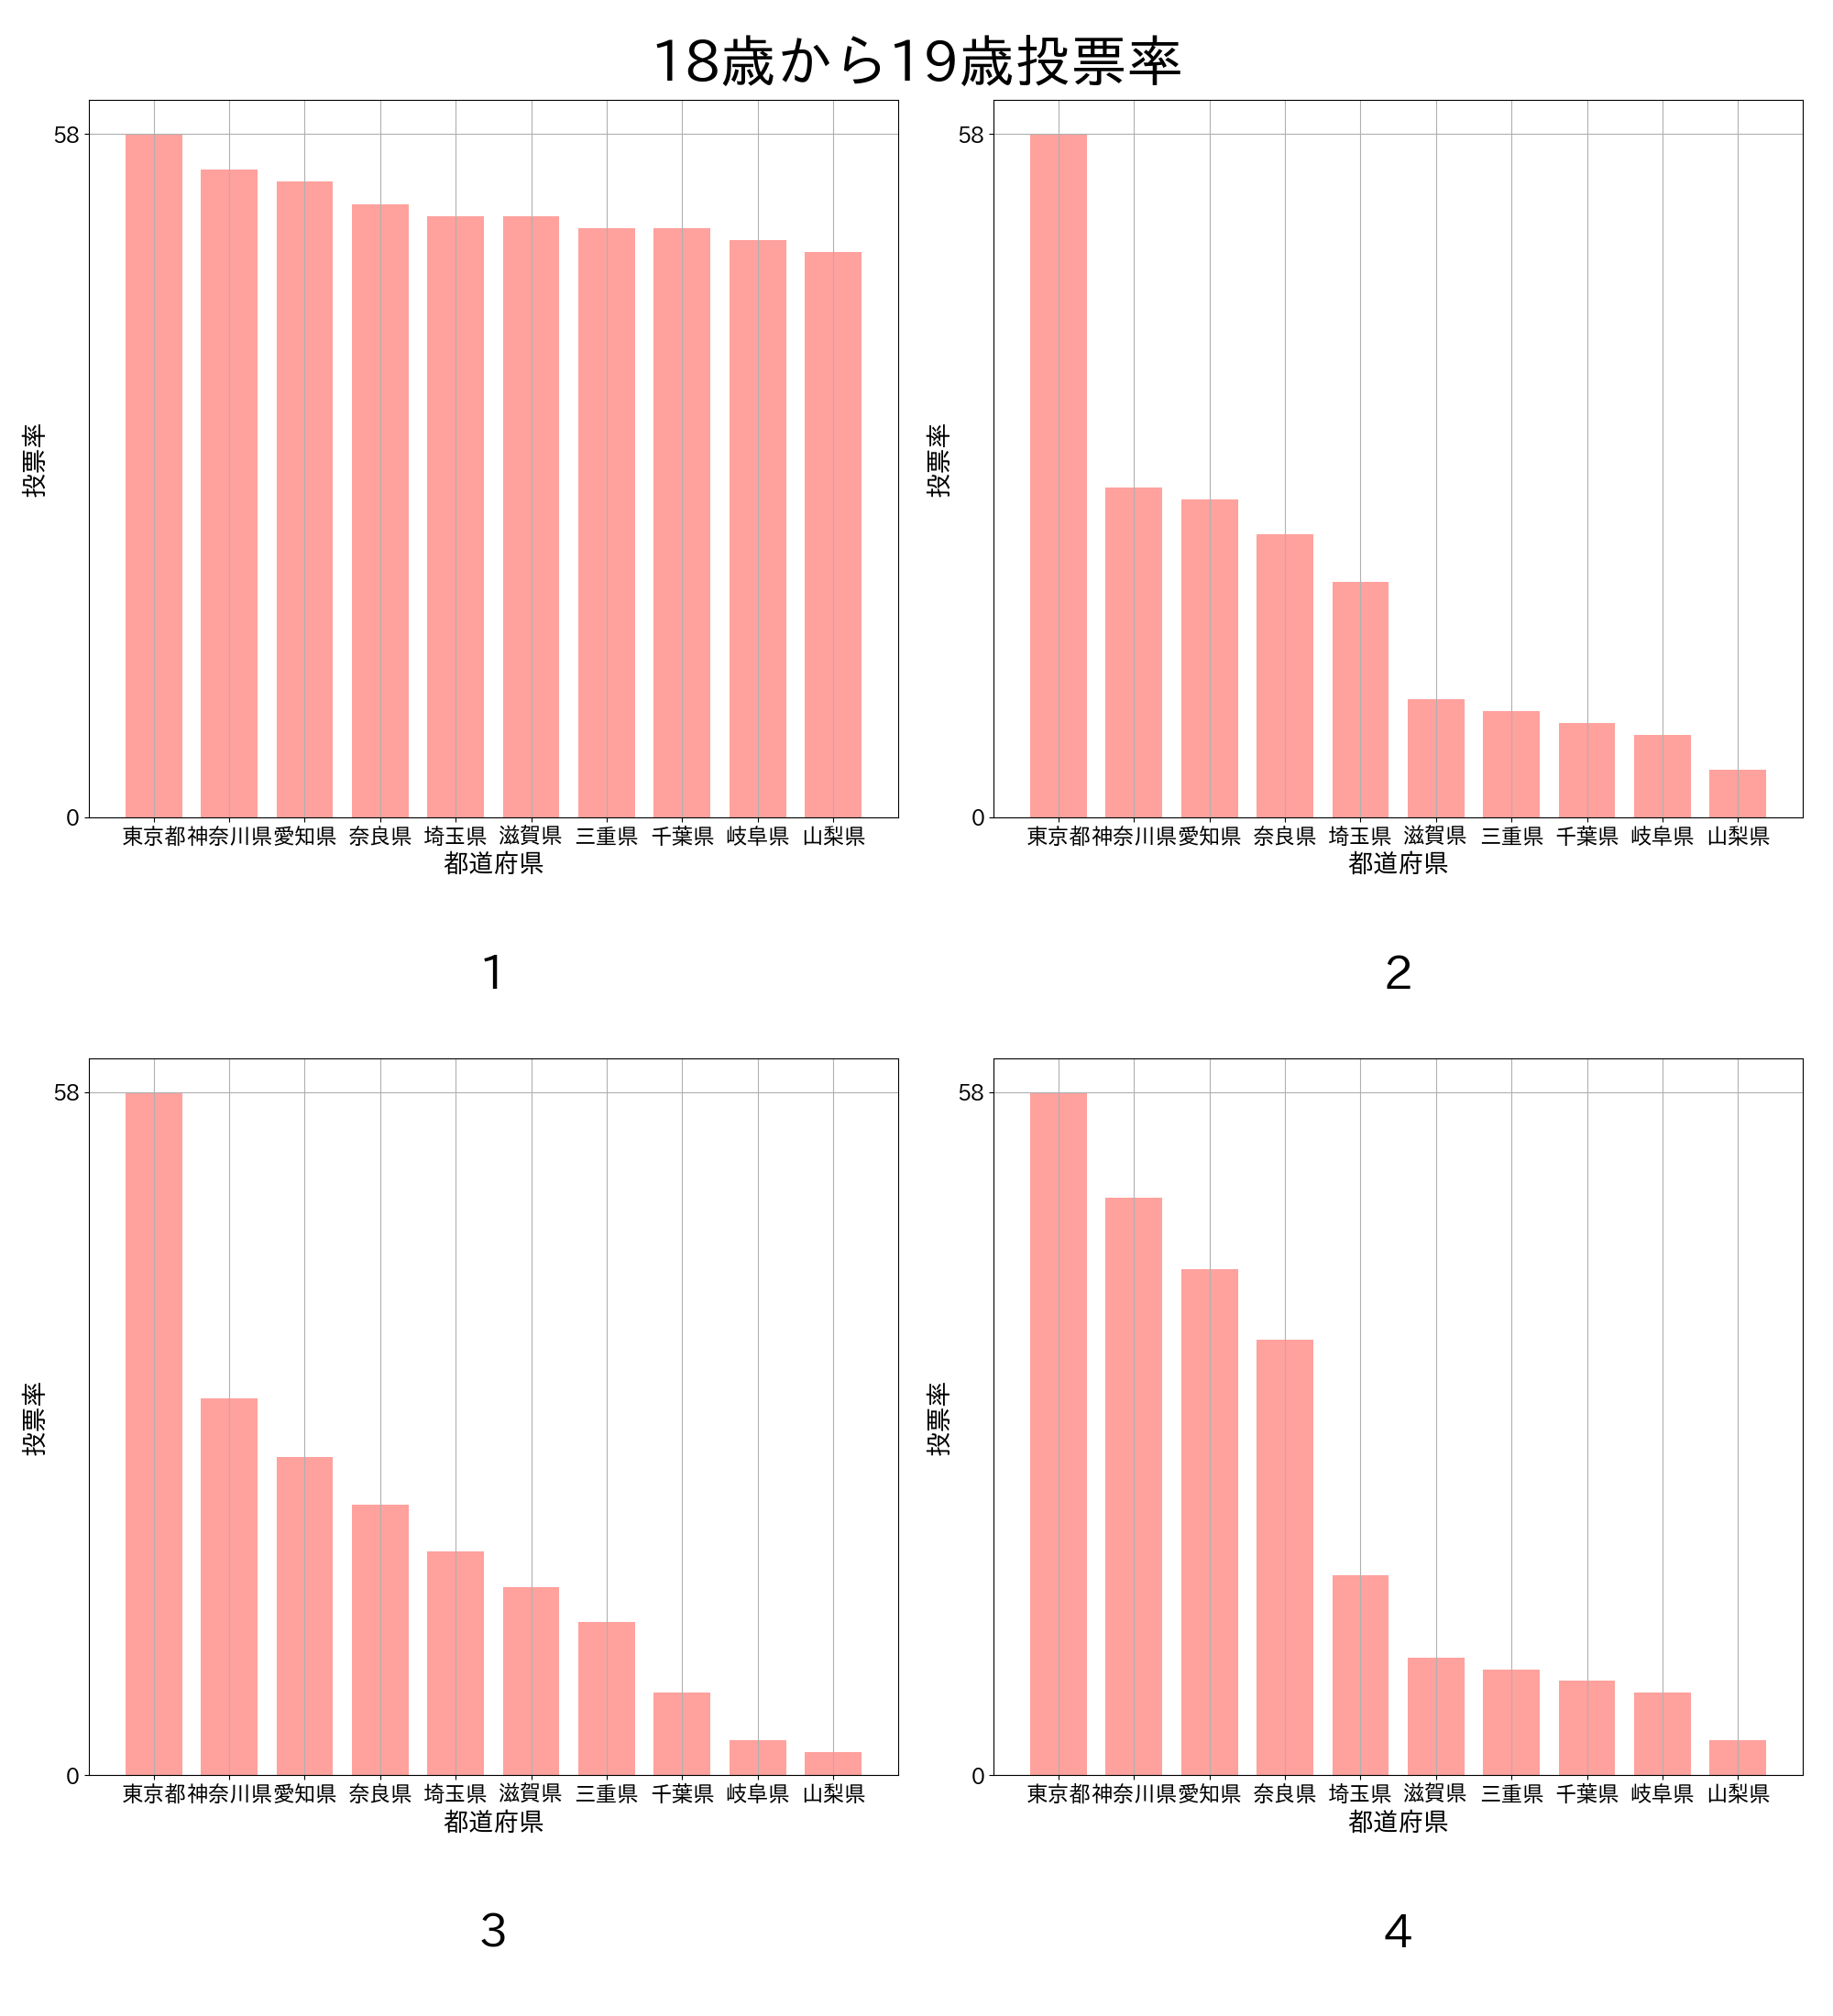 18歳から19歳投票率
58
0
投票率
東京都 神奈川県 愛知県 奈良県 埼玉県 滋賀県 三重県 千葉県 岐阜県 山梨県
都道府県
1
58
0
投票率
東京都 神奈川県 愛知県 奈良県 埼玉県 滋賀県 三重県 千葉県 岐阜県 山梨県
都道府県
2
58
0
投票率
東京都 神奈川県 愛知県 奈良県 埼玉県 滋賀県 三重県 千葉県 岐阜県 山梨県
都道府県
3
58
0
投票率
東京都 神奈川県 愛知県 奈良県 埼玉県 滋賀県 三重県 千葉県 岐阜県 山梨県
都道府県
4